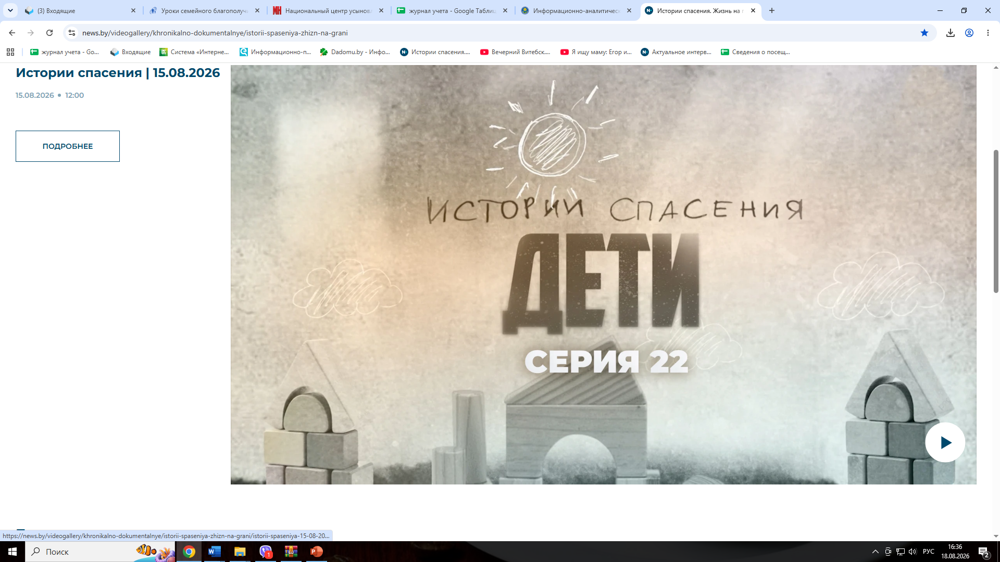 (3) Входящие
Уроки семейного благополучи
Национальный центр усынов
журнал учета - Google Таблиц
Информационно-аналитичес
Истории спасения. Жизнь на г
news.by/videogallery/khronikalno-dokumentalnye/istorii-spaseniya-zhizn-na-grani
журнал учета - Go...
Входящие
Система «Интерне...
Информационно-п...
Dadomu.by - Инфо...
Истории спасения....
Вечерний Витебск....
Я ищу маму: Егор и...
Актуальное интерв...
Сведения о посещ...
Истории спасения | 15.08.2026
15.08.2026 • 12:00
ПОДРОБНЕЕ
ИСТОРИИ СПАСЕНИЯ
ДЕТИ
СЕРИЯ 22
https://news.by/videogallery/khronikalno-dokumentalnye/istorii-spaseniya-zhizn-na-grani/istorii-spaseniya-15-08-20...
Поиск
1
РУС
16:36
18.08.2026
2